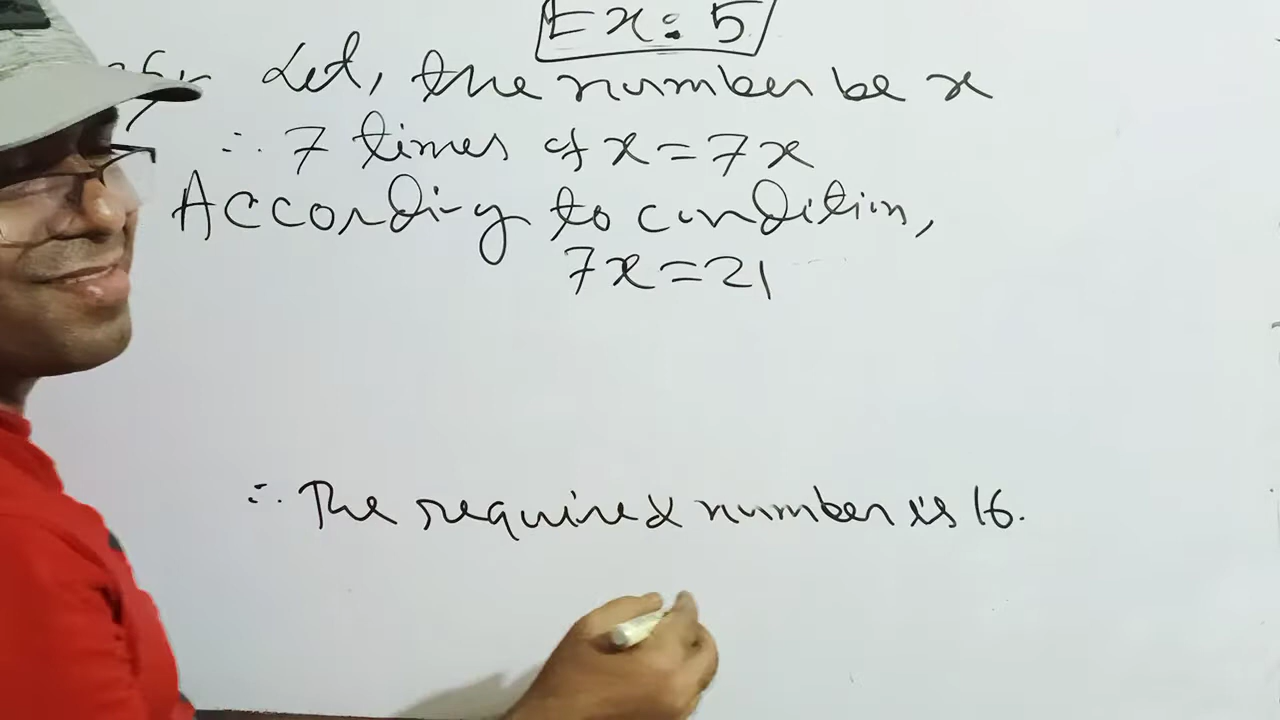 Ex: 5
Let, the number be x
∴ 7 times of x = 7x
According to condition,
7x = 21
∴ The required number is 16.